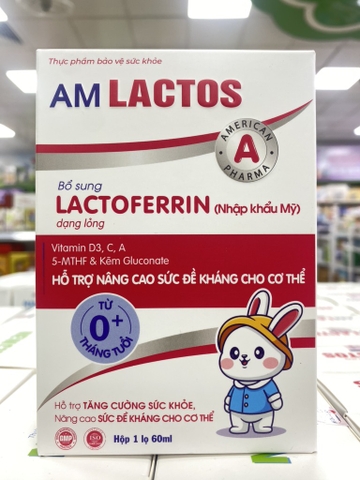 Thực phẩm bảo vệ sức khỏe
AM LACTOS
AMERICAN
A
PHARMA
Bổ sung
LACTOFERRIN (Nhập khẩu Mỹ)
dạng lỏng
Vitamin D3, C, A
5-MTHF & Kẽm Gluconate
HỖ TRỢ NÂNG CAO SỨC ĐỀ KHÁNG CHO CƠ THỂ
TỪ
0+
THÁNG TUỔI
Hỗ trợ TĂNG CƯỜNG SỨC KHỎE,
Nâng cao SỨC ĐỀ KHÁNG CHO CƠ THỂ
GMP
ISO
Hộp 1 lọ 60ml